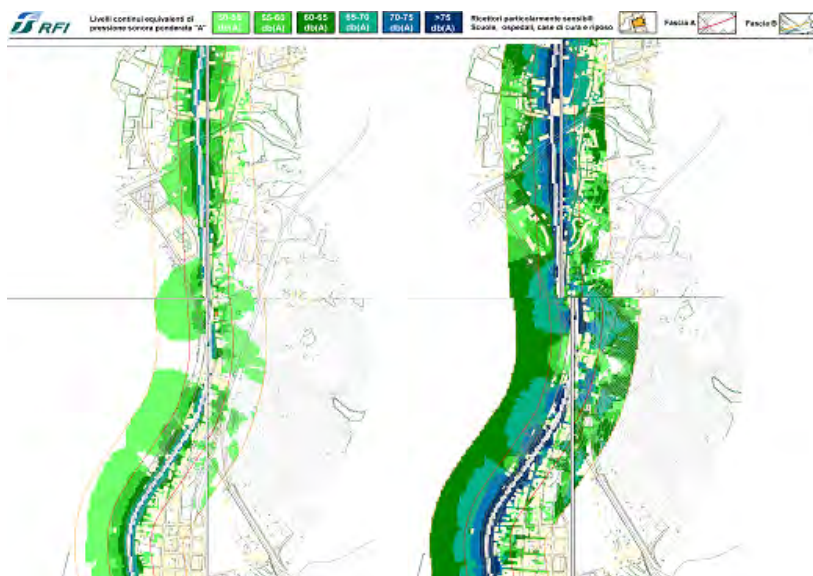 RFI
Livelli continui equivalenti di
pressione sonora ponderata "A"
50-55
db(A)
55-60
db(A)
60-65
db(A)
65-70
db(A)
70-75
db(A)
>75
db(A)
Ricettori particolarmente sensibili
Scuole, ospedali, case di cura e riposo
Fascia A
Fascia B